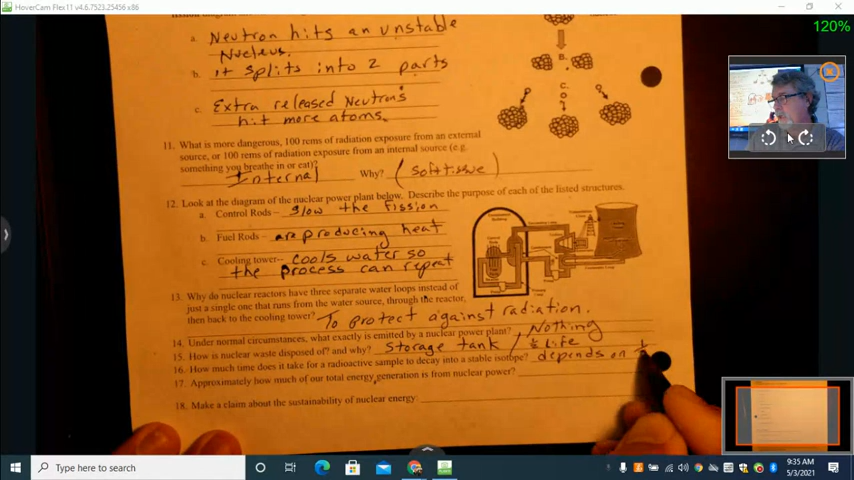 HoverCam Flex11 v4.6.7523.25456 x86
120%
fission diagram
a. Neutron hits an unstable
Nucleus.
b. it splits into 2 parts
c. Extra released Neutrons
hit more atoms.
B.
C.
11. What is more dangerous, 100 rems of radiation exposure from an external
source, or 100 rems of radiation exposure from an internal source (e.g.
something you breathe in or eat)?
Internal Why? (soft tissue)
12. Look at the diagram of the nuclear power plant below. Describe the purpose of each of the listed structures.
a. Control Rods – slow the fission
b. Fuel Rods – are producing heat
c. Cooling tower – cools water so
the process can repeat
13. Why do nuclear reactors have three separate water loops instead of
just a single one that runs from the water source, through the reactor,
then back to the cooling tower? To protect against radiation.
14. Under normal circumstances, what exactly is emitted by a nuclear power plant? Nothing
15. How is nuclear waste disposed of? and why? Storage tank / ½ Life
16. How much time does it take for a radioactive sample to decay into a stable isotope? depends on
17. Approximately how much of our total energy generation is from nuclear power?
18. Make a claim about the sustainability of nuclear energy:
Type here to search
9:35 AM
5/3/2021